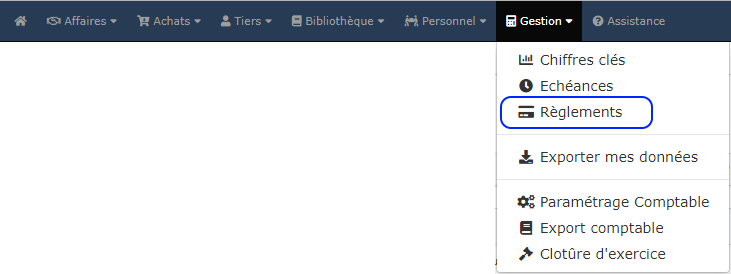 Affaires Achats Tiers Bibliothèque Personnel Gestion Assistance
Chiffres clés
Echéances
Règlements
Exporter mes données
Paramétrage Comptable
Export comptable
Clotûre d'exercice